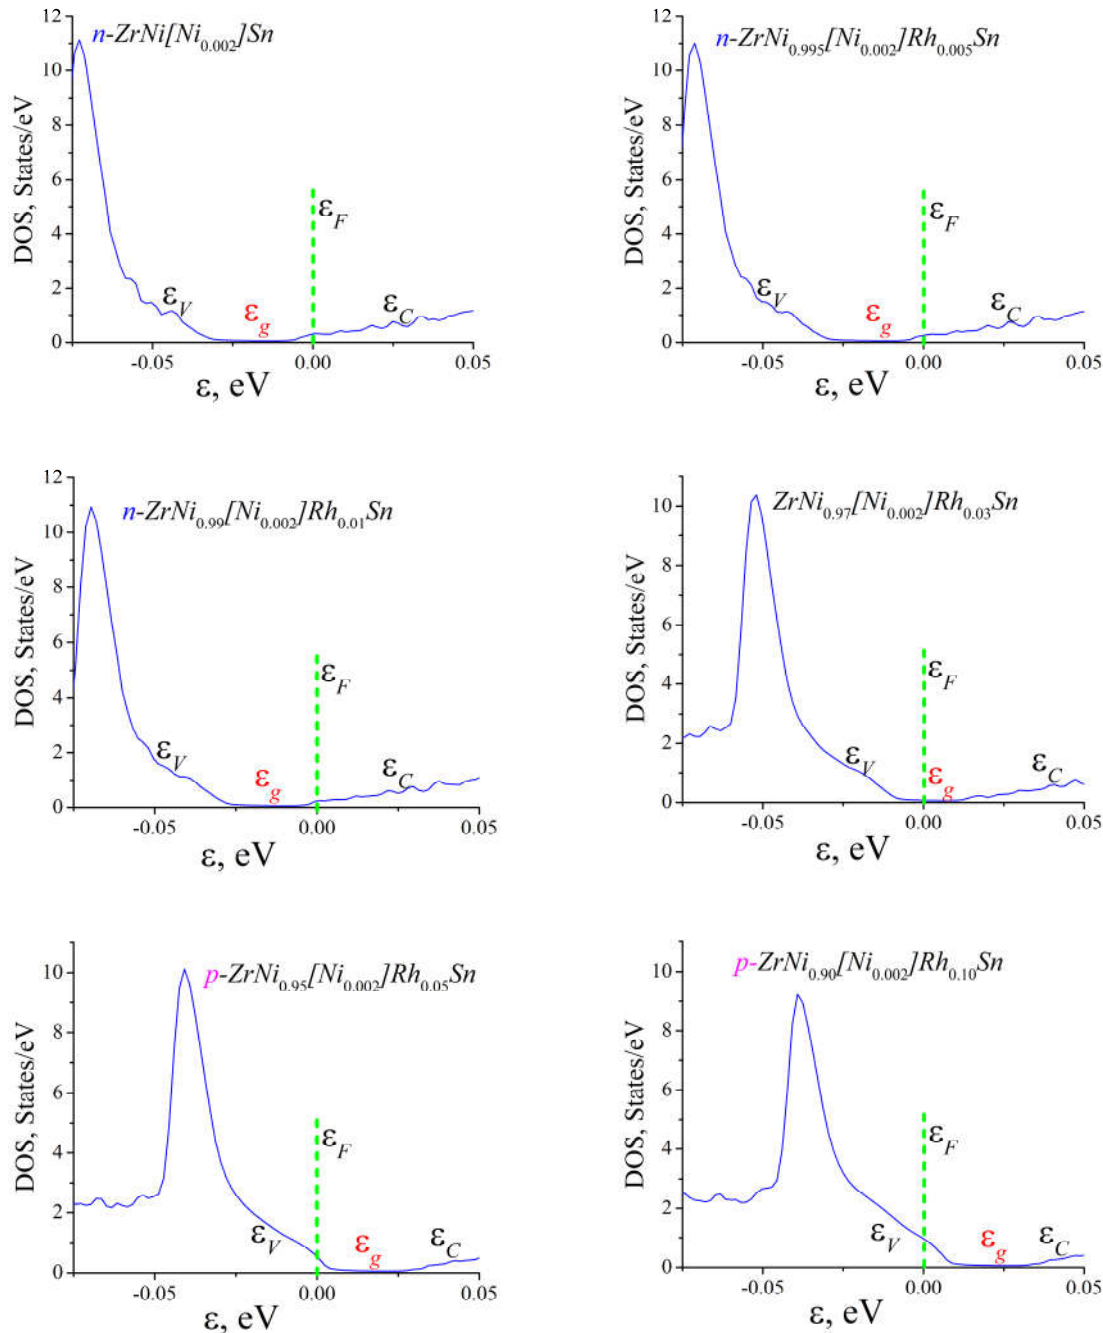 n-ZrNi[Ni0.002]Sn
12
10
8
6
4
2
0
DOS, States/eV
εF
εV
εg
εC
-0.05
0.00
0.05
ε, eV
n-ZrNi0.995[Ni0.002]Rh0.005Sn
12
10
8
6
4
2
0
DOS, States/eV
εF
εV
εg
εC
-0.05
0.00
0.05
ε, eV
n-ZrNi0.99[Ni0.002]Rh0.01Sn
12
10
8
6
4
2
0
DOS, States/eV
εF
εV
εg
εC
-0.05
0.00
0.05
ε, eV
ZrNi0.97[Ni0.002]Rh0.03Sn
10
8
6
4
2
0
DOS, States/eV
εF
εV
εg
εC
-0.05
0.00
0.05
ε, eV
p-ZrNi0.95[Ni0.002]Rh0.05Sn
10
8
6
4
2
0
DOS, States/eV
εF
εV
εg
εC
-0.05
0.00
0.05
ε, eV
p-ZrNi0.90[Ni0.002]Rh0.10Sn
10
8
6
4
2
0
DOS, States/eV
εF
εV
εg
εC
-0.05
0.00
0.05
ε, eV